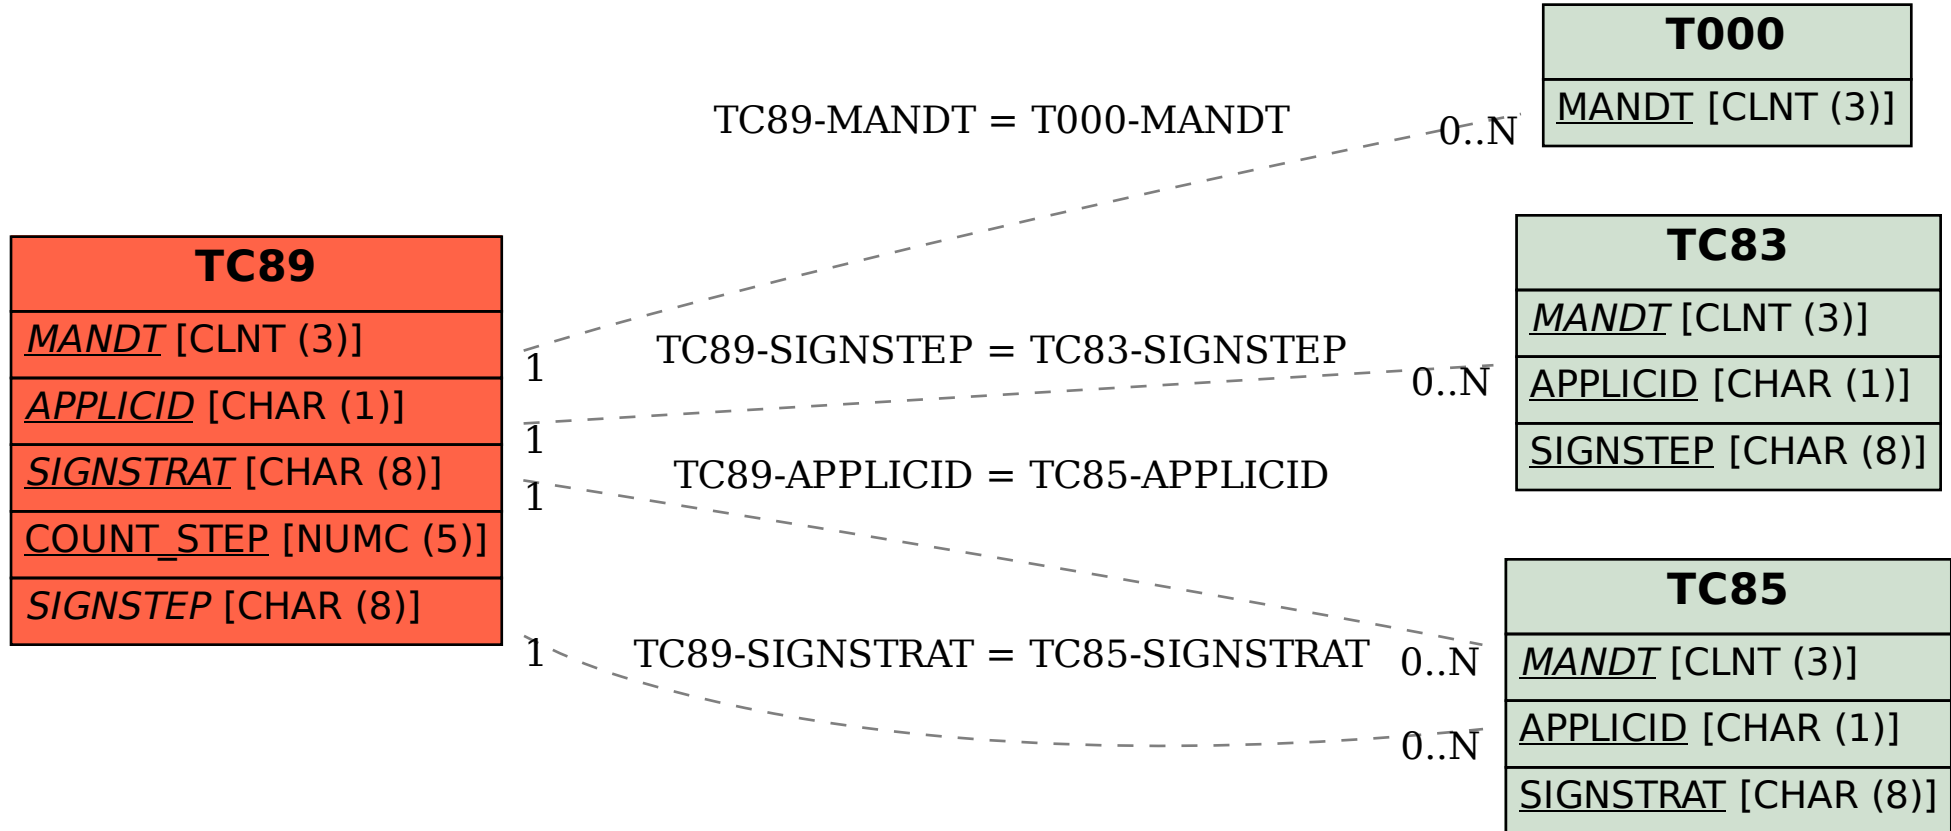 TC89
MANDT [CLNT (3)]
APPLICID [CHAR (1)]
SIGNSTRAT [CHAR (8)]
COUNT_STEP [NUMC (5)]
SIGNSTEP [CHAR (8)]
TC89-MANDT = T000-MANDT
1
0..N
TC89-SIGNSTEP = TC83-SIGNSTEP
1
0..N
TC89-APPLICID = TC85-APPLICID
1
0..N
TC89-SIGNSTRAT = TC85-SIGNSTRAT
1
0..N
T000
MANDT [CLNT (3)]
TC83
MANDT [CLNT (3)]
APPLICID [CHAR (1)]
SIGNSTEP [CHAR (8)]
TC85
MANDT [CLNT (3)]
APPLICID [CHAR (1)]
SIGNSTRAT [CHAR (8)]